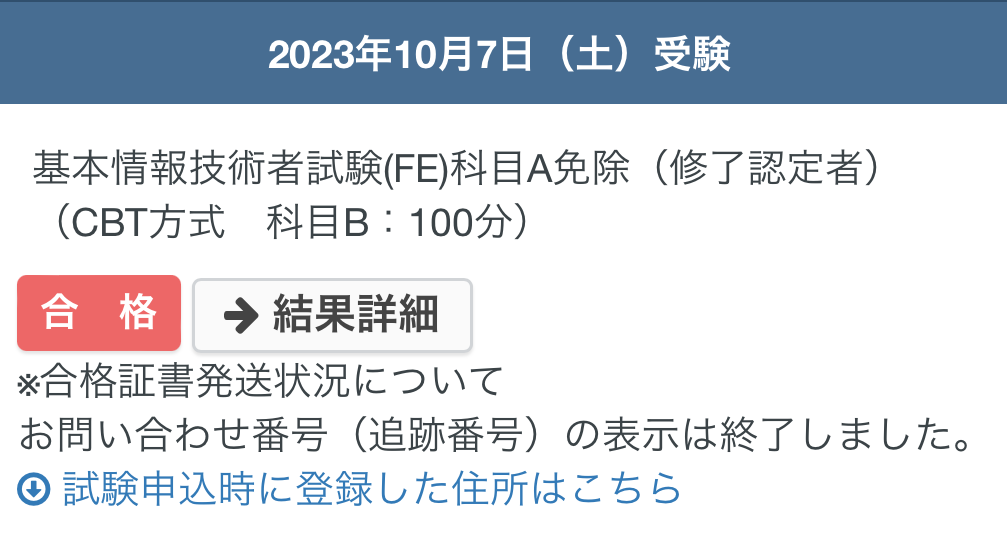 2023年10月7日（土）受験
基本情報技術者試験(FE)科目A免除（修了認定者）
（CBT方式　科目B：100分）
合　格
結果詳細
※合格証書発送状況について
お問い合わせ番号（追跡番号）の表示は終了しました。
試験申込時に登録した住所はこちら